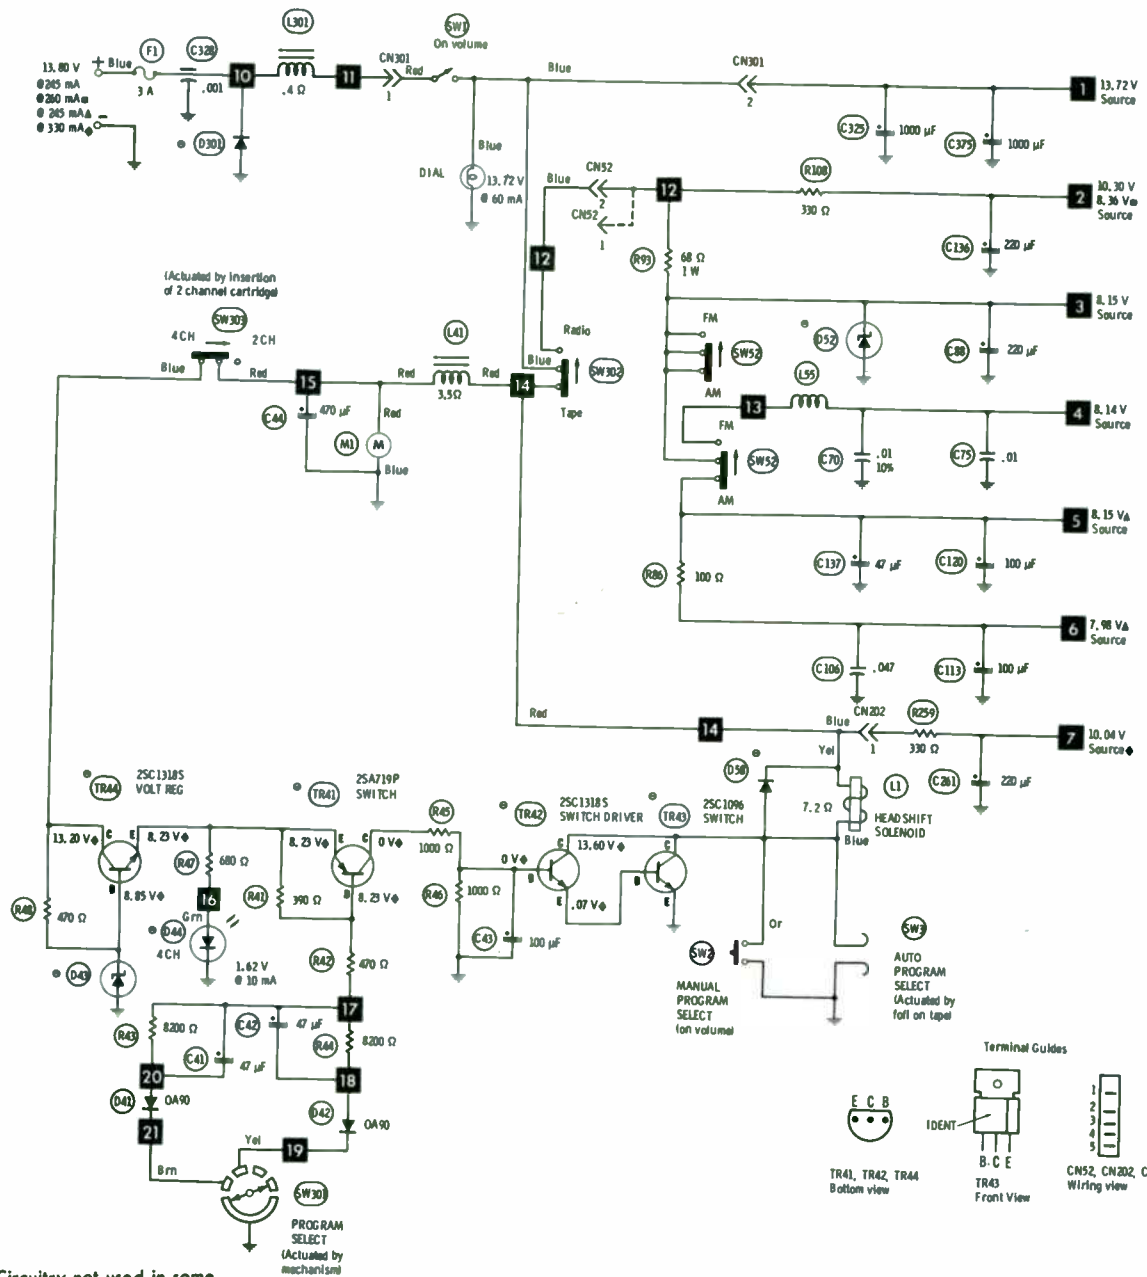 13.80 V
@ 245 mA
@ 260 mA
@ 245 mA Δ
@ 330 mA ◆
+ Blue
-
F1
3 A
C328
.001
10
L301
.4 Ω
11
CN301
1
Red
SW1
On volume
Blue
CN301
2
1
13.72 V
Source
D301
Blue
DIAL
13.72 V
@ 60 mA
C325
1000 µF
C375
1000 µF
Blue
CN52
2
CN52
1
12
R108
330 Ω
2
10.30 V
8.36 V
Source
C136
220 µF
12
R93
68 Ω
1 W
3
8.15 V
Source
D52
C88
220 µF
(Actuated by insertion
of 2 channel cartridge)
SW303
4 CH
2 CH
Blue
Red
15
L41
Red
3.5 Ω
Red
14
Radio
Blue
SW302
Tape
FM
SW52
AM
C44
470 µF
Red
M1
M
Blue
13
L55
4
8.14 V
Source
FM
SW52
AM
C70
.01
10%
C75
.01
5
8.15 V Δ
Source
C137
47 µF
C120
100 µF
R86
100 Ω
6
7.98 V Δ
Source
C106
.047
C113
100 µF
Red
14
Blue
CN202
1
R259
330 Ω
7
10.04 V
Source ◆
Yel
C261
220 µF
D50
L1
7.2 Ω
HEADSHIFT
SOLENOID
Blue
TR44
2SC1318S
VOLT REG
13.20 V ◆
C
E
8.23 V ◆
B
8.85 V ◆
TR41
2SA719P
SWITCH
8.23 V ◆
E
C
0 V ◆
B
8.23 V ◆
R45
1000 Ω
TR42
2SC1318S
SWITCH DRIVER
0 V ◆
C
13.60 V ◆
B
E
.07 V ◆
TR43
2SC1096
SWITCH
C
B
E
R48
470 Ω
R47
680 Ω
16
Grn
D44
4 CH
1.62 V
@ 10 mA
D43
R41
390 Ω
R46
1000 Ω
C43
100 µF
R42
470 Ω
Or
SW2
MANUAL
PROGRAM
SELECT
(on volume)
SW3
AUTO
PROGRAM
SELECT
(Actuated by
foil on tape)
17
R43
8200 Ω
C41
47 µF
C42
47 µF
R44
8200 Ω
20
18
D41
OA90
D42
OA90
21
Yel
19
Brn
SW301
PROGRAM
SELECT
(Actuated by
mechanism)
Terminal Guides
E C B
TR41, TR42, TR44
Bottom view
IDENT
B C E
TR43
Front View
1
2
3
4
5
CN52, CN202, C
Wiring view
Circuitry not used in some